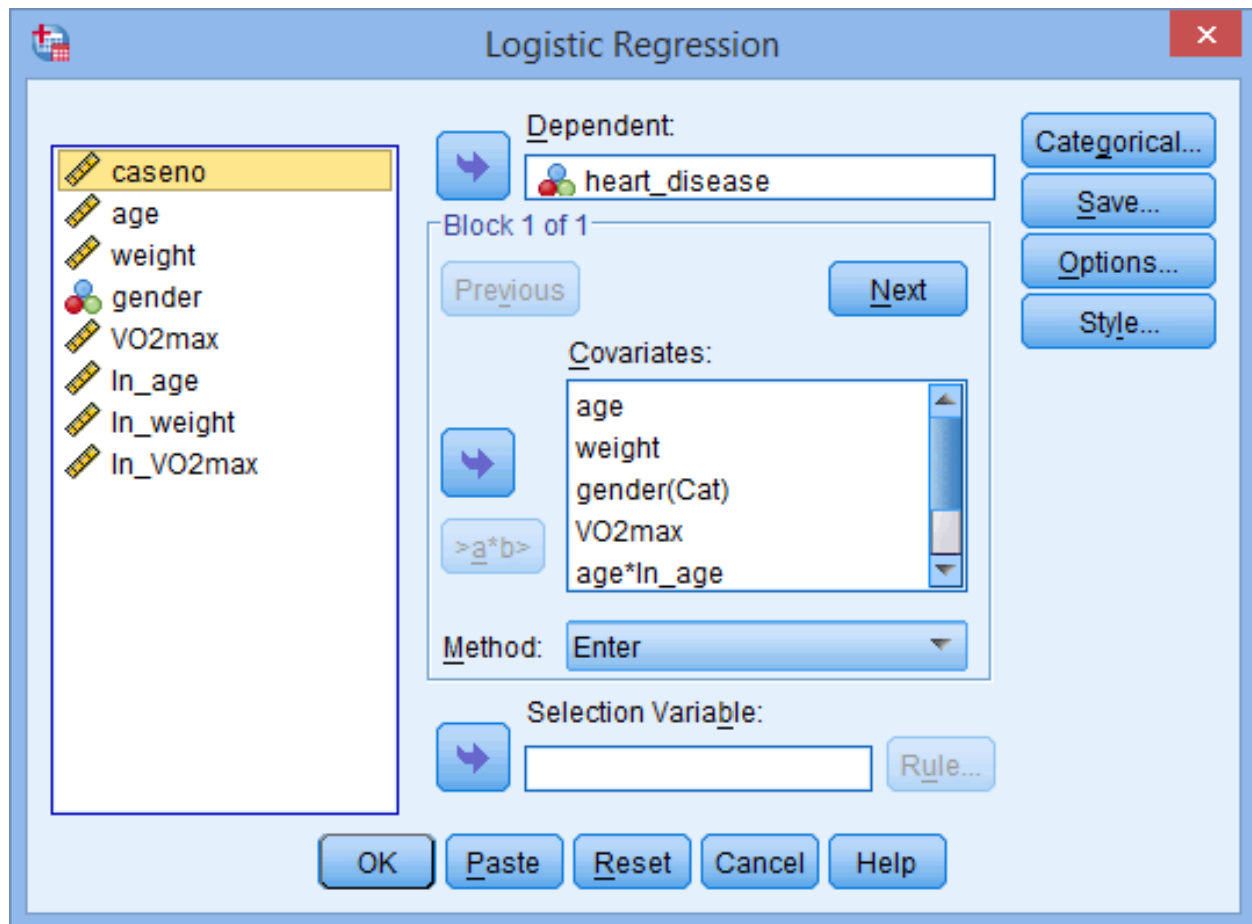 Logistic Regression
caseno
age
weight
gender
VO2max
ln_age
ln_weight
ln_VO2max
Dependent:
heart_disease
Block 1 of 1
Previous
Next
Covariates:
age
weight
gender(Cat)
VO2max
age*ln_age
>a*b>
Method: Enter
Selection Variable:
Rule...
Categorical...
Save...
Options...
Style...
OK Paste Reset Cancel Help